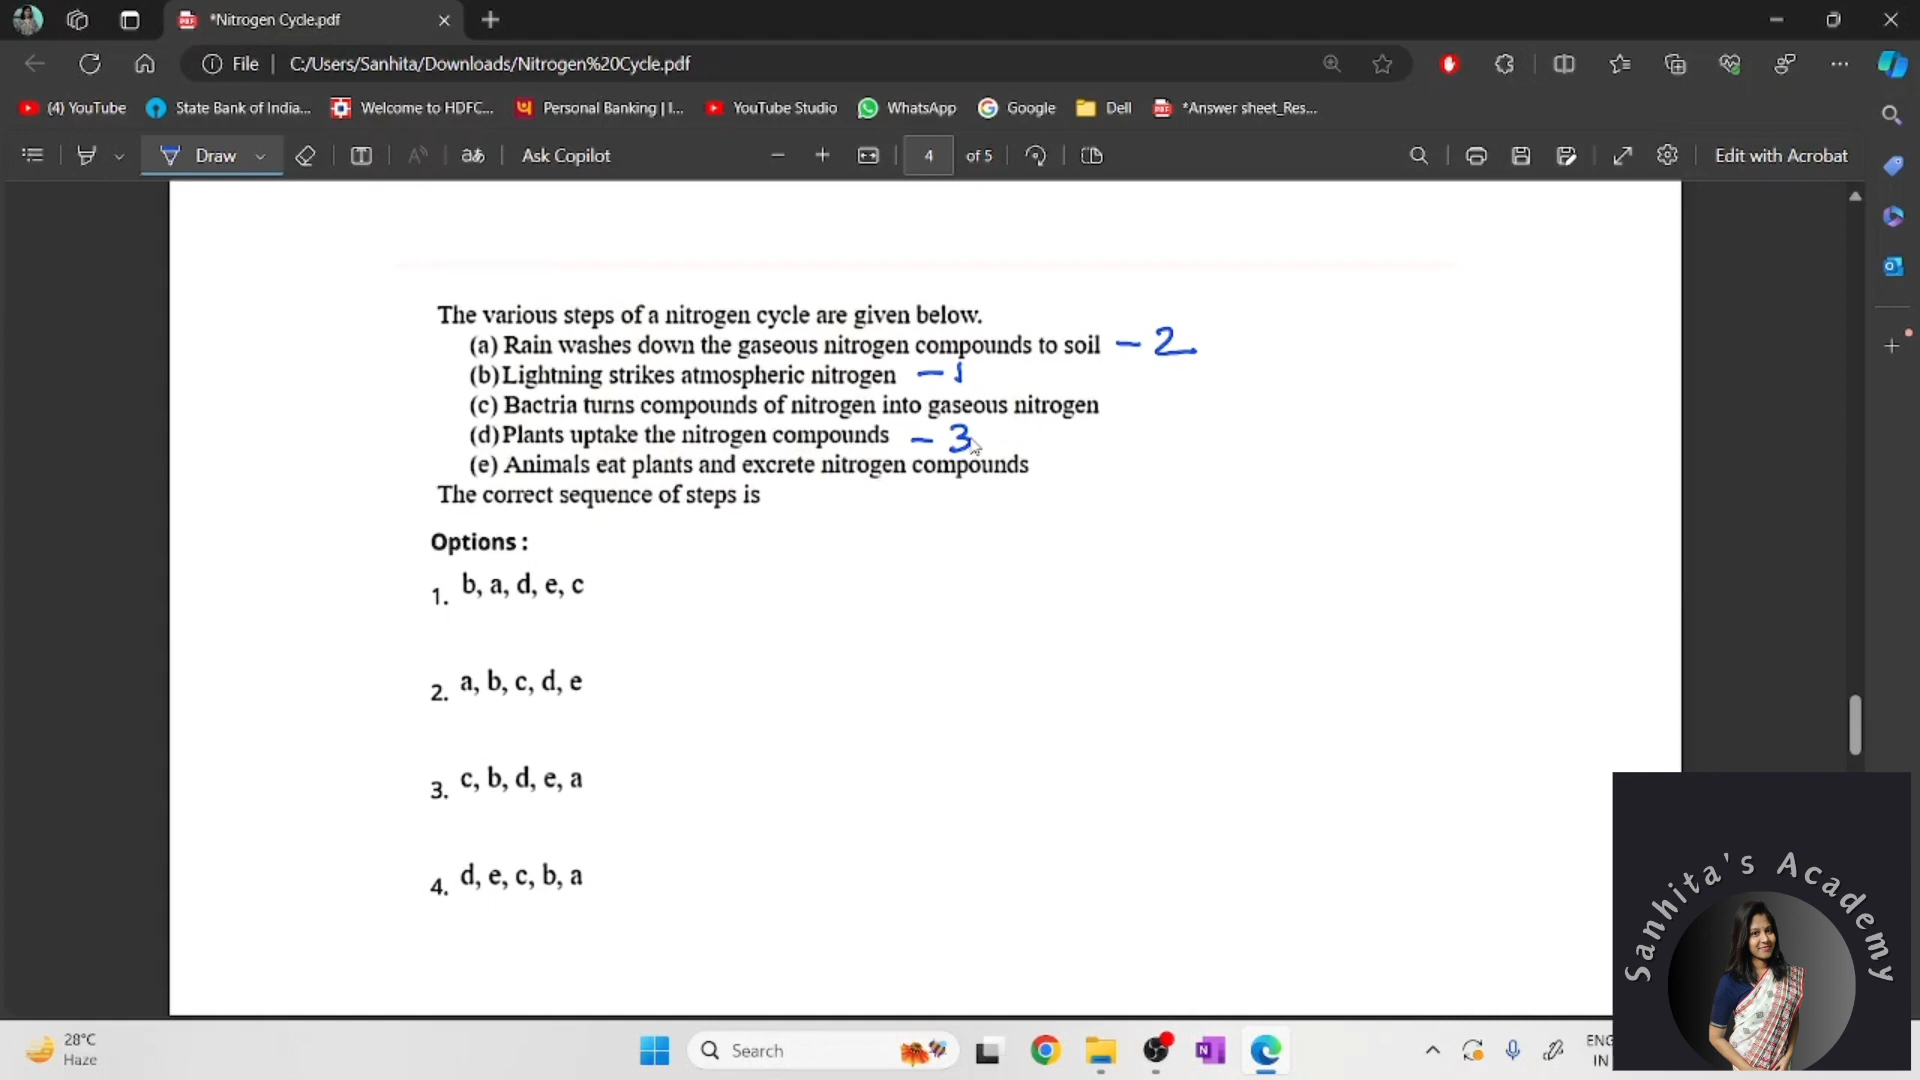 *Nitrogen Cycle.pdf
File
C:/Users/Sanhita/Downloads/Nitrogen%20Cycle.pdf
(4) YouTube
State Bank of India...
Welcome to HDFC...
Personal Banking | I...
YouTube Studio
WhatsApp
Google
Dell
*Answer sheet_Res...
Draw
Ask Copilot
4 of 5
Edit with Acrobat
The various steps of a nitrogen cycle are given below.
(a) Rain washes down the gaseous nitrogen compounds to soil – 2
(b) Lightning strikes atmospheric nitrogen – 1
(c) Bactria turns compounds of nitrogen into gaseous nitrogen
(d) Plants uptake the nitrogen compounds – 3
(e) Animals eat plants and excrete nitrogen compounds
The correct sequence of steps is
Options :
1. b, a, d, e, c
2. a, b, c, d, e
3. c, b, d, e, a
4. d, e, c, b, a
Sanhita's Academy
28°C
Haze
Search
ENG
IN